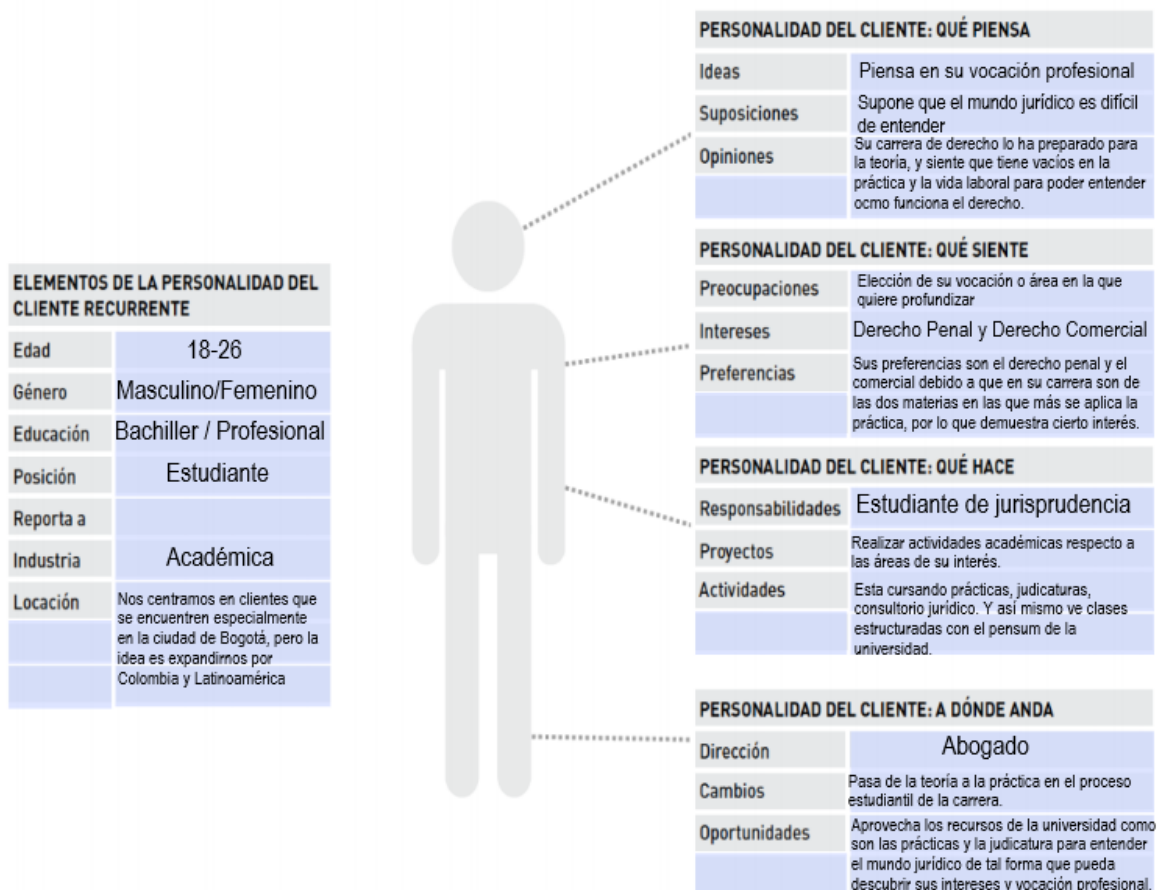 ELEMENTOS DE LA PERSONALIDAD DEL
CLIENTE RECURRENTE
Edad 18-26
Género Masculino/Femenino
Educación Bachiller / Profesional
Posición Estudiante
Reporta a
Industria Académica
Locación Nos centramos en clientes que
se encuentren especialmente
en la ciudad de Bogotá, pero la
idea es expandirnos por
Colombia y Latinoamérica
PERSONALIDAD DEL CLIENTE: QUÉ PIENSA
Ideas Piensa en su vocación profesional
Suposiciones Supone que el mundo jurídico es difícil
de entender
Opiniones Su carrera de derecho lo ha preparado para
la teoría, y siente que tiene vacíos en la
práctica y la vida laboral para poder entender
ocmo funciona el derecho.
PERSONALIDAD DEL CLIENTE: QUÉ SIENTE
Preocupaciones Elección de su vocación o área en la que
quiere profundizar
Intereses Derecho Penal y Derecho Comercial
Preferencias Sus preferencias son el derecho penal y el
comercial debido a que en su carrera son de
las dos materias en las que más se aplica la
práctica, por lo que demuestra cierto interés.
PERSONALIDAD DEL CLIENTE: QUÉ HACE
Responsabilidades Estudiante de jurisprudencia
Proyectos Realizar actividades académicas respecto a
las áreas de su interés.
Actividades Esta cursando prácticas, judicaturas,
consultorio jurídico. Y así mismo ve clases
estructuradas con el pensum de la
universidad.
PERSONALIDAD DEL CLIENTE: A DÓNDE ANDA
Dirección Abogado
Cambios Pasa de la teoría a la práctica en el proceso
estudiantil de la carrera.
Oportunidades Aprovecha los recursos de la universidad como
son las prácticas y la judicatura para entender
el mundo jurídico de tal forma que pueda
descubrir sus intereses y vocación profesional.